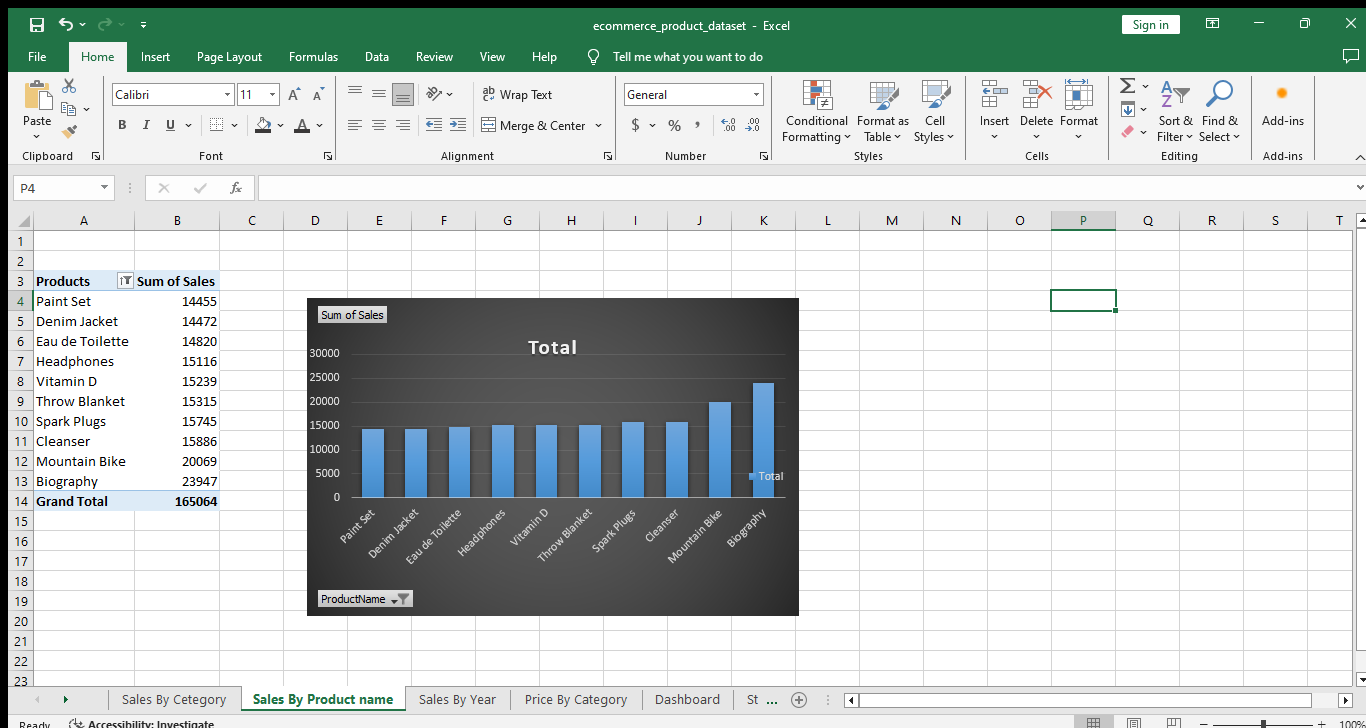 ecommerce_product_dataset - Excel
Sign in
File Home Insert Page Layout Formulas Data Review View Help Tell me what you want to do
Paste
Calibri 11
B I U
ab Wrap Text
Merge & Center
General
$ % ,
Conditional Formatting
Format as Table
Cell Styles
Insert Delete Format
Sort & Filter
Find & Select
Add-ins
Clipboard Font Alignment Number Styles Cells Editing Add-ins
P4
fx
A B C D E F G H I J K L M N O P Q R S T
1
2
3 Products Sum of Sales
4 Paint Set 14455
5 Denim Jacket 14472
6 Eau de Toilette 14820
7 Headphones 15116
8 Vitamin D 15239
9 Throw Blanket 15315
10 Spark Plugs 15745
11 Cleanser 15886
12 Mountain Bike 20069
13 Biography 23947
14 Grand Total 165064
15
16
17
18
19
20
21
22
23
Sum of Sales
Total
30000
25000
20000
15000
10000
5000
0
Total
Paint Set Denim Jacket Eau de Toilette Headphones Vitamin D Throw Blanket Spark Plugs Cleanser Mountain Bike Biography
ProductName
Sales By Cetegory Sales By Product name Sales By Year Price By Category Dashboard St ...
Ready Accessibility: Investigate 100%